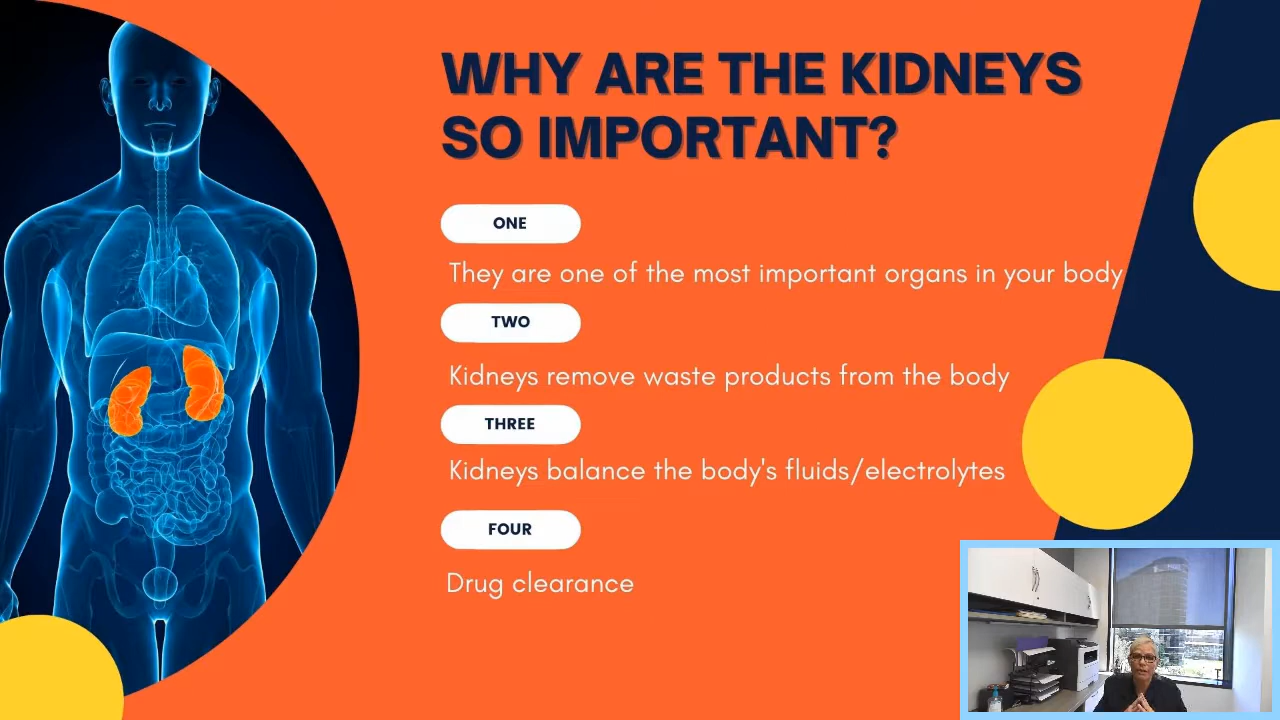 WHY ARE THE KIDNEYS
SO IMPORTANT?
ONE
They are one of the most important organs in your body
TWO
Kidneys remove waste products from the body
THREE
Kidneys balance the body's fluids/electrolytes
FOUR
Drug clearance